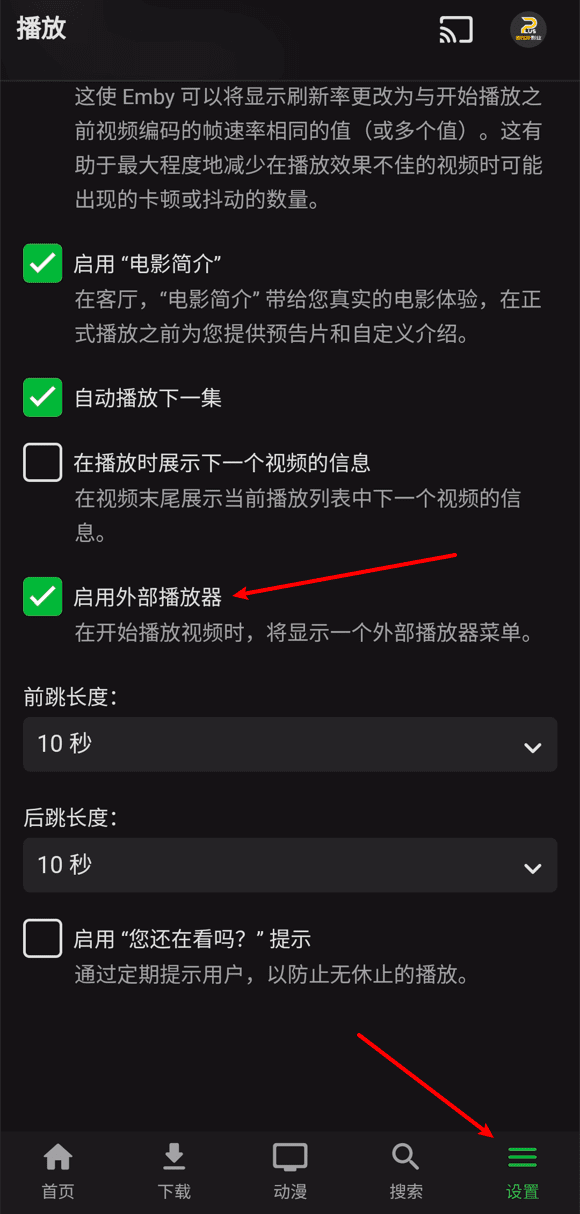 播放
这使 Emby 可以将显示刷新率更改为与开始播放之
前视频编码的帧速率相同的值（或多个值）。这有
助于最大程度地减少在播放效果不佳的视频时可能
出现的卡顿或抖动的数量。
启用 “电影简介”
在客厅，“电影简介” 带给您真实的电影体验，在正
式播放之前为您提供预告片和自定义介绍。
自动播放下一集
在播放时展示下一个视频的信息
在视频末尾展示当前播放列表中下一个视频的信
息。
启用外部播放器
在开始播放视频时，将显示一个外部播放器菜单。
前跳长度：
10 秒
后跳长度：
10 秒
启用 “您还在看吗？” 提示
通过定期提示用户，以防止无休止的播放。
首页
下载
动漫
搜索
设置